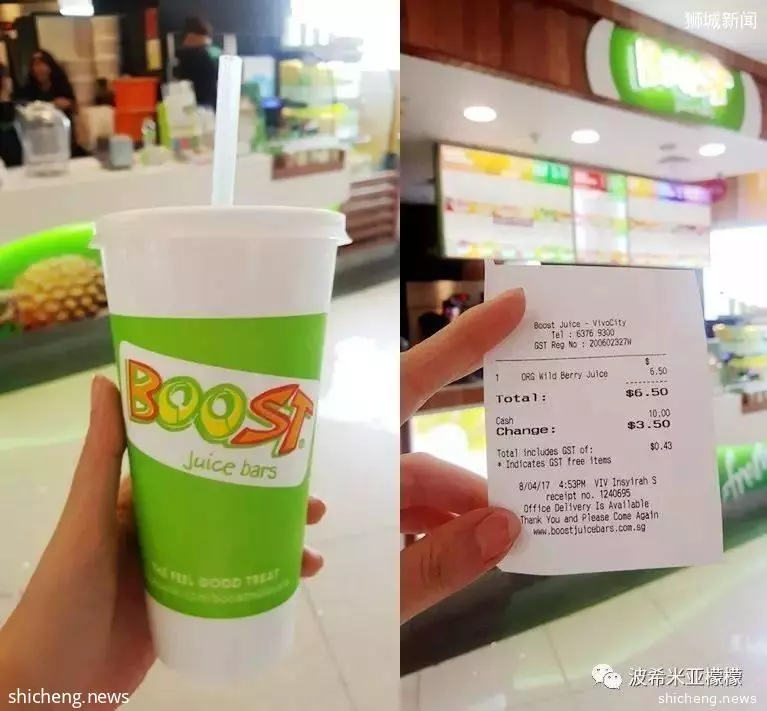 BOOST
juice bars
THE FEEL GOOD TREAT
shicheng.news
狮城新闻
BOOST
Boost Juice - VivoCity
Tel : 6376 9300
GST Reg No : 200602327W
$
1 ORG Wild Berry Juice 6.50
Total: $6.50
Cash 10.00
Change: $3.50
Total includes GST of: $0.43
* Indicates GST free items
8/04/17 4:53PM VIV Insyirah S
receipt no. 1240695
Office Delivery Is Available
Thank You and Please Come Again
www.boostjuicebars.com.sg
波希米亚檬檬
shicheng.news